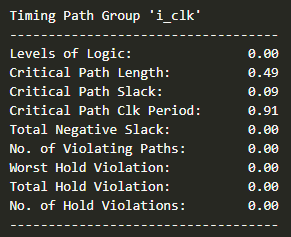 Timing Path Group 'i_clk'
-----------------------------------
Levels of Logic:               0.00
Critical Path Length:          0.49
Critical Path Slack:           0.09
Critical Path Clk Period:      0.91
Total Negative Slack:          0.00
No. of Violating Paths:        0.00
Worst Hold Violation:          0.00
Total Hold Violation:          0.00
No. of Hold Violations:        0.00
-----------------------------------